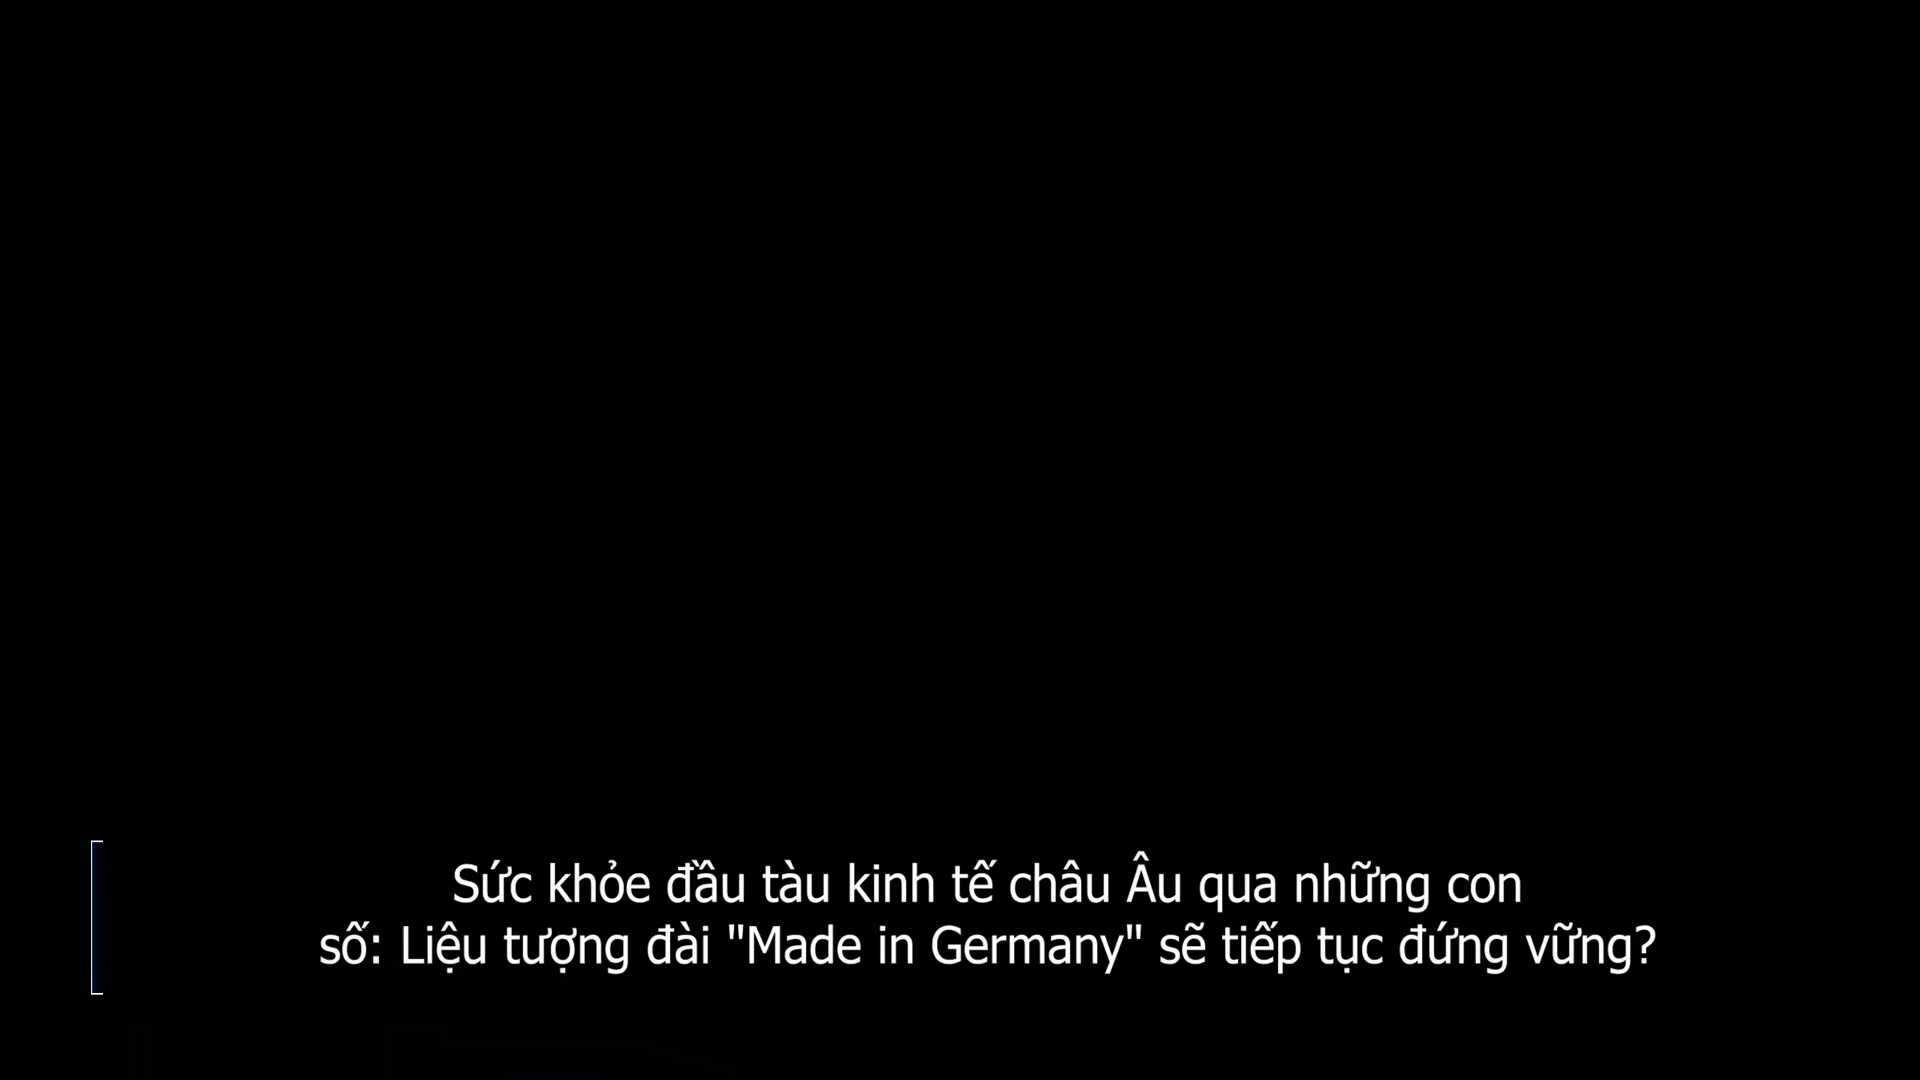 Sức khỏe đầu tàu kinh tế châu Âu qua những con
số: Liệu tượng đài "Made in Germany" sẽ tiếp tục đứng vững?